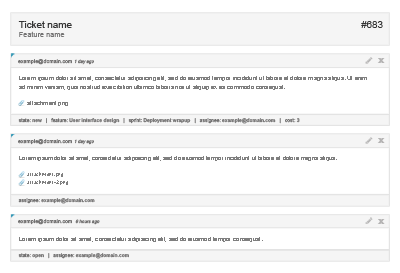 Ticket name #683
Feature name
example@domain.com 1 day ago
Lorem ipsum dolor sit amet, consectetur adipisicing elit, sed do eiusmod tempor incididunt ut labore et dolore magna aliqua. Ut enim
ad minim veniam, quis nostrud exercitation ullamco laboris nisi ut aliquip ex ea commodo consequat.
attachment.png
state: new | feature: User interface design | sprint: Deployment wrapup | assignee: example@domain.com | cost: 3
example@domain.com 1 day ago
Lorem ipsum dolor sit amet, consectetur adipisicing elit, sed do eiusmod tempor incididunt ut labore et dolore magna aliqua.
attachment.png
attachment-2.png
assignee: example@domain.com
example@domain.com 6 hours ago
Lorem ipsum dolor sit amet, consectetur adipisicing elit, sed do eiusmod tempor consequat.
state: open | assignee: example@domain.com